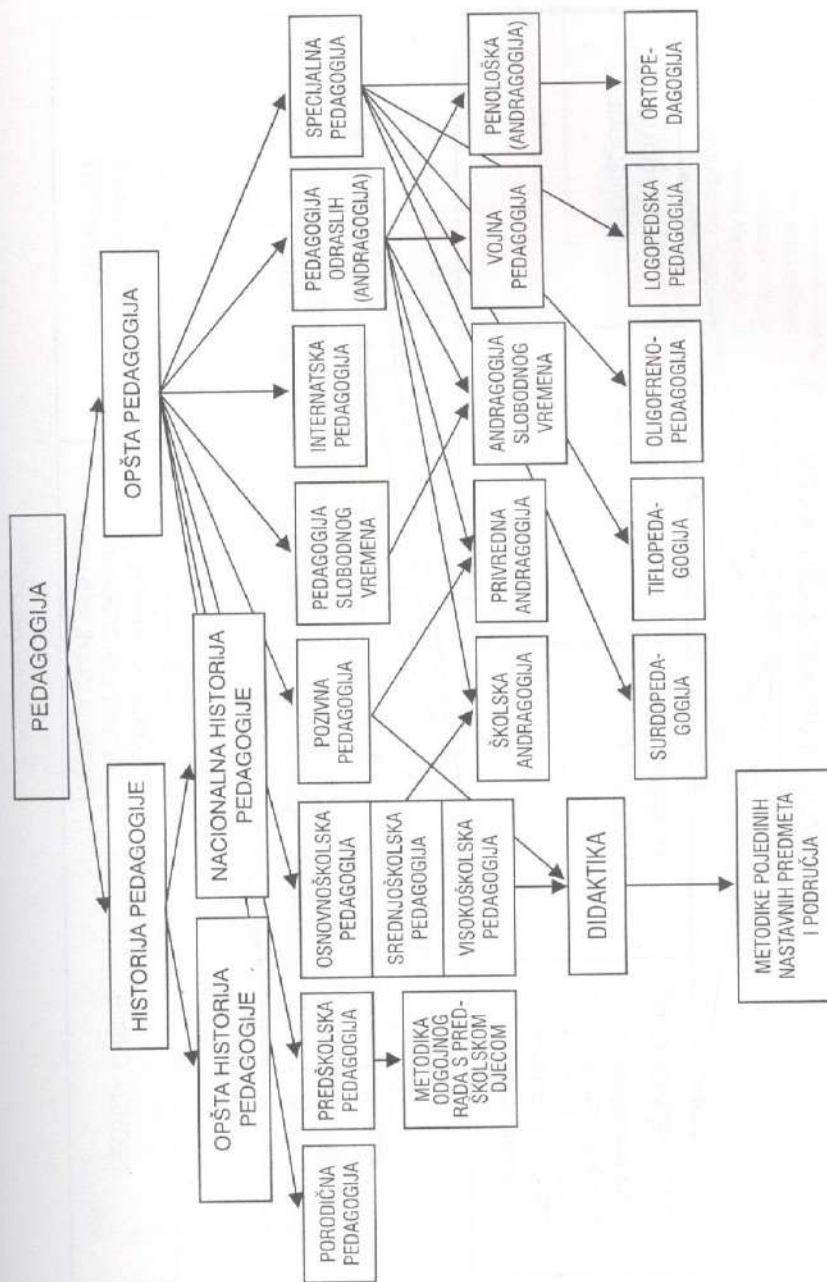 PEDAGOGIJA
HISTORIJA PEDAGOGIJE
OPŠTA PEDAGOGIJA
OPŠTA HISTORIJA
PEDAGOGIJE
NACIONALNA HISTORIJA
PEDAGOGIJE
PORODIČNA
PEDAGOGIJA
PREDŠKOLSKA
PEDAGOGIJA
OSNOVNOŠKOLSKA
PEDAGOGIJA
SREDNJOŠKOLSKA
PEDAGOGIJA
VISOKOŠKOLSKA
PEDAGOGIJA
POZIVNA
PEDAGOGIJA
PEDAGOGIJA
SLOBODNOG
VREMENA
INTERNATSKA
PEDAGOGIJA
PEDAGOGIJA
ODRASLIH
(ANDRAGOGIJA)
SPECIJALNA
PEDAGOGIJA
METODIKA
ODGOJNOG
RADA S PRED-
ŠKOLSKOM
DJECOM
ŠKOLSKA
ANDRAGOGIJA
PRIVREDNA
ANDRAGOGIJA
ANDRAGOGIJA
SLOBODNOG
VREMENA
VOJNA
PEDAGOGIJA
PENOLOŠKA
(ANDRAGOGIJA)
DIDAKTIKA
SURDOPEDA-
GOGIJA
TIFLOPEDA-
GOGIJA
OLIGOFRENO-
PEDAGOGIJA
LOGOPEDSKA
PEDAGOGIJA
ORTOPE-
DAGOGIJA
METODIKE POJEDINIH
NASTAVNIH PREDMETA
I PODRUČJA